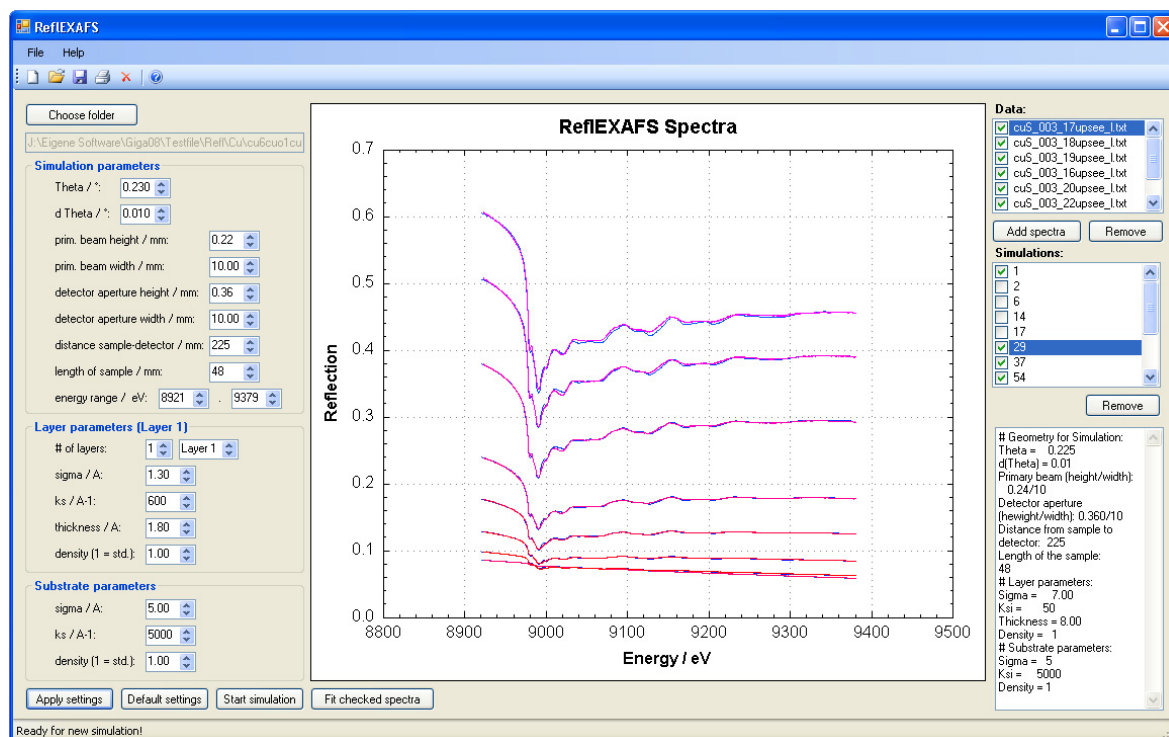 ReflEXAFS
File Help
Choose folder
J:\Eigene Software\Giga08\Testfile\Refl\Cu\cu6cuo1cu
Simulation parameters
Theta / °: 0.230
d Theta / °: 0.010
prim. beam height / mm: 0.22
prim. beam width / mm: 10.00
detector aperture height / mm: 0.36
detector aperture width / mm: 10.00
distance sample-detector / mm: 225
length of sample / mm: 48
energy range / eV: 8921 . 9379
Layer parameters (Layer 1)
# of layers: 1 Layer 1
sigma / A: 1.30
ks / A-1: 600
thickness / A: 1.80
density (1 = std.): 1.00
Substrate parameters
sigma / A: 5.00
ks / A-1: 5000
density (1 = std.): 1.00
Apply settings Default settings Start simulation Fit checked spectra
Ready for new simulation!
ReflEXAFS Spectra
Reflection
0.7
0.6
0.5
0.4
0.3
0.2
0.1
0.0
8800 8900 9000 9100 9200 9300 9400 9500
Energy / eV
Data:
cuS_003_17upsee_l.txt
cuS_003_18upsee_l.txt
cuS_003_19upsee_l.txt
cuS_003_16upsee_l.txt
cuS_003_20upsee_l.txt
cuS_003_22upsee_l.txt
Add spectra Remove
Simulations:
1
2
6
14
17
29
37
54
Remove
# Geometry for Simulation:
Theta = 0.225
d(Theta) = 0.01
Primary beam (height/width):
0.24/10
Detector aperture
(hewight/width): 0.360/10
Distance from sample to
detector: 225
Length of the sample:
48
# Layer parameters:
Sigma = 7.00
Ksi = 50
Thickness = 8.00
Density = 1
# Substrate parameters:
Sigma = 5
Ksi = 5000
Density = 1